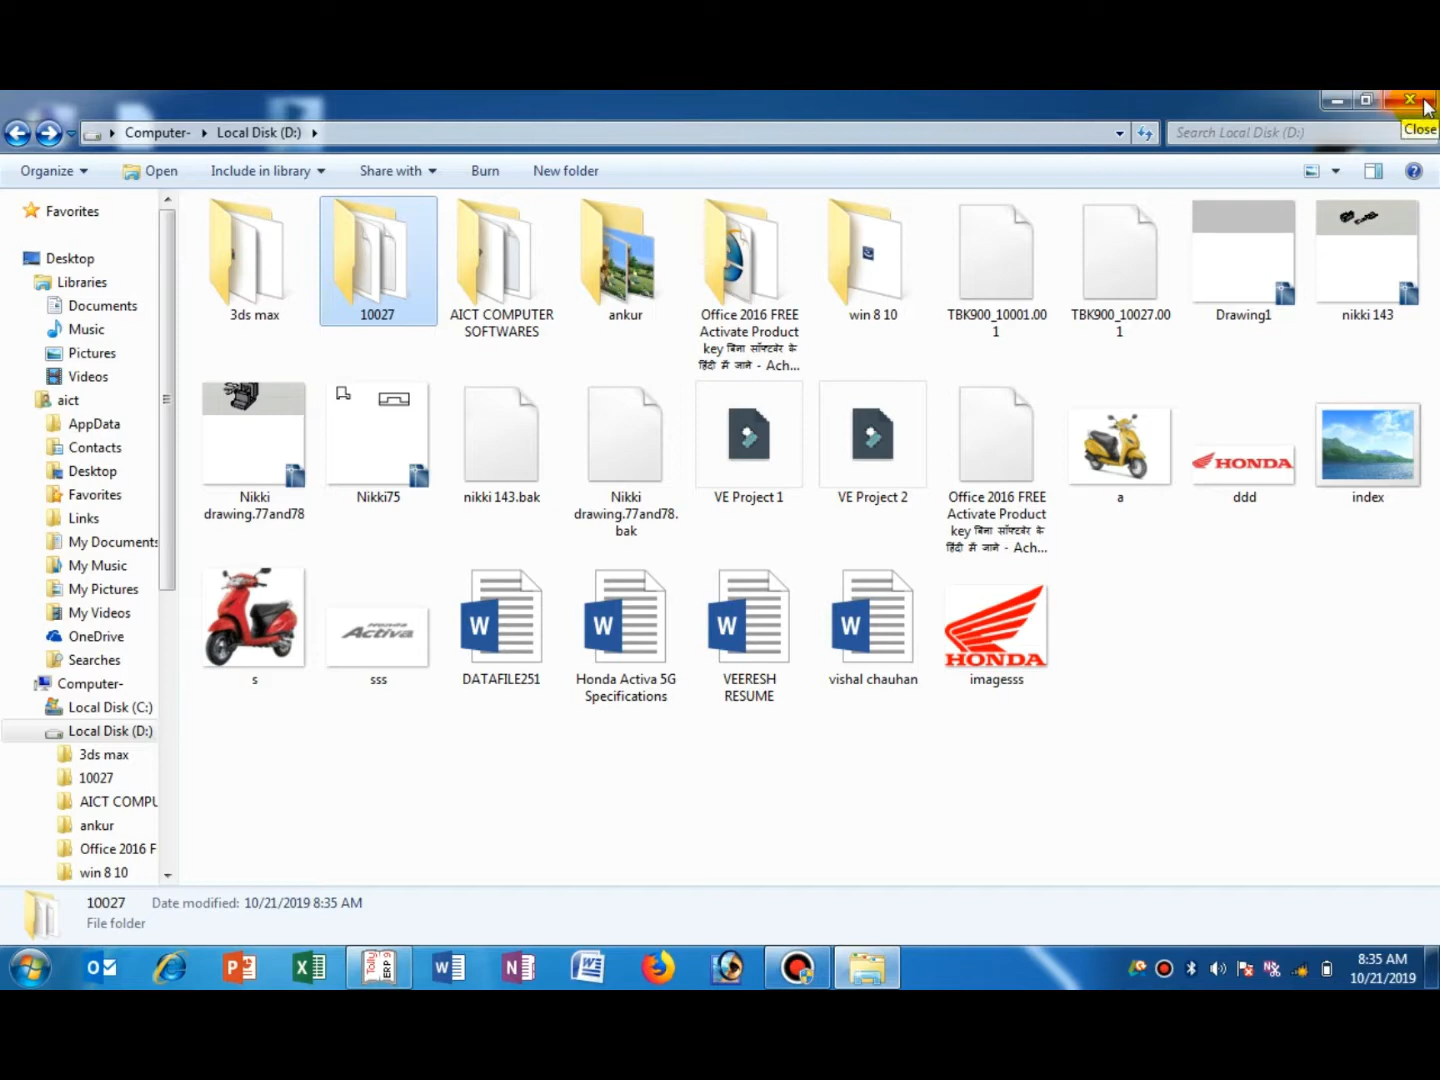 Close
Computer- Local Disk (D:)
Search Local Disk (D:)
Organize Open Include in library Share with Burn New folder
Favorites
Desktop
Libraries
Documents
Music
Pictures
Videos
aict
AppData
Contacts
Desktop
Favorites
Links
My Documents
My Music
My Pictures
My Videos
OneDrive
Searches
Computer-
Local Disk (C:)
Local Disk (D:)
3ds max
10027
AICT COMPU
ankur
Office 2016 F
win 8 10
3ds max
10027
AICT COMPUTER
SOFTWARES
ankur
Office 2016 FREE
Activate Product
key बिना सॉफ्टवेर के
हिंदी में जाने - Ach...
win 8 10
TBK900_10001.00
1
TBK900_10027.00
1
Drawing1
nikki 143
Nikki
drawing.77and78
Nikki75
nikki 143.bak
Nikki
drawing.77and78.
bak
VE Project 1
VE Project 2
Office 2016 FREE
Activate Product
key बिना सॉफ्टवेर के
हिंदी में जाने - Ach...
a
HONDA
ddd
index
s
Honda
Activa
sss
W
DATAFILE251
W
Honda Activa 5G
Specifications
W
VEERESH
RESUME
W
vishal chauhan
HONDA
imagesss
10027 Date modified: 10/21/2019 8:35 AM
File folder
Tally
ERP 9
8:35 AM
10/21/2019